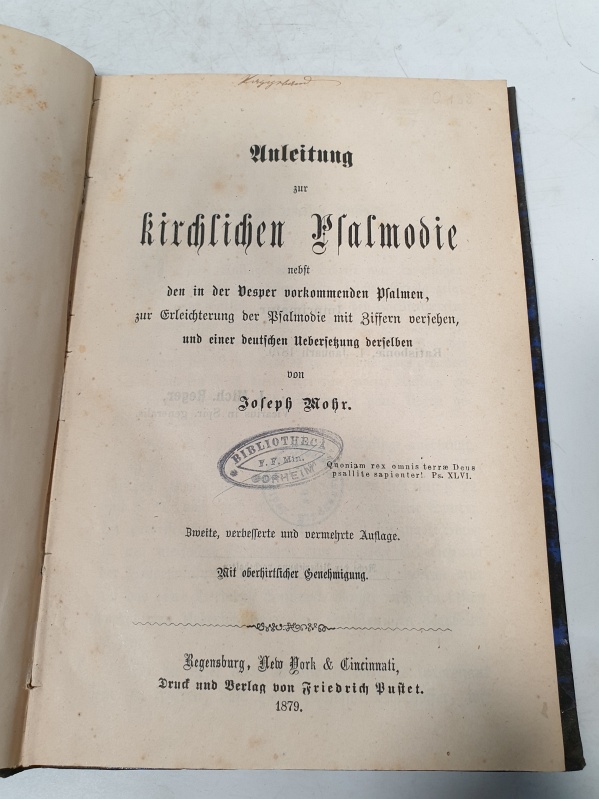 Anleitung
zur
kirchlichen Psalmodie
nebst
den in der Vesper vorkommenden Psalmen,
zur Erleichterung der Psalmodie mit Ziffern versehen,
und einer deutschen Uebersetzung derselben
von
Joseph Mohr.
BIBLIOTHECA
F. F. Min.
GORHEIM
Quoniam rex omnis terræ Deus
psallite sapienter! Ps. XLVI.
Zweite, verbesserte und vermehrte Auflage.
Mit oberhirtlicher Genehmigung.
Regensburg, New York & Cincinnati,
Druck und Verlag von Friedrich Pustet.
1879.